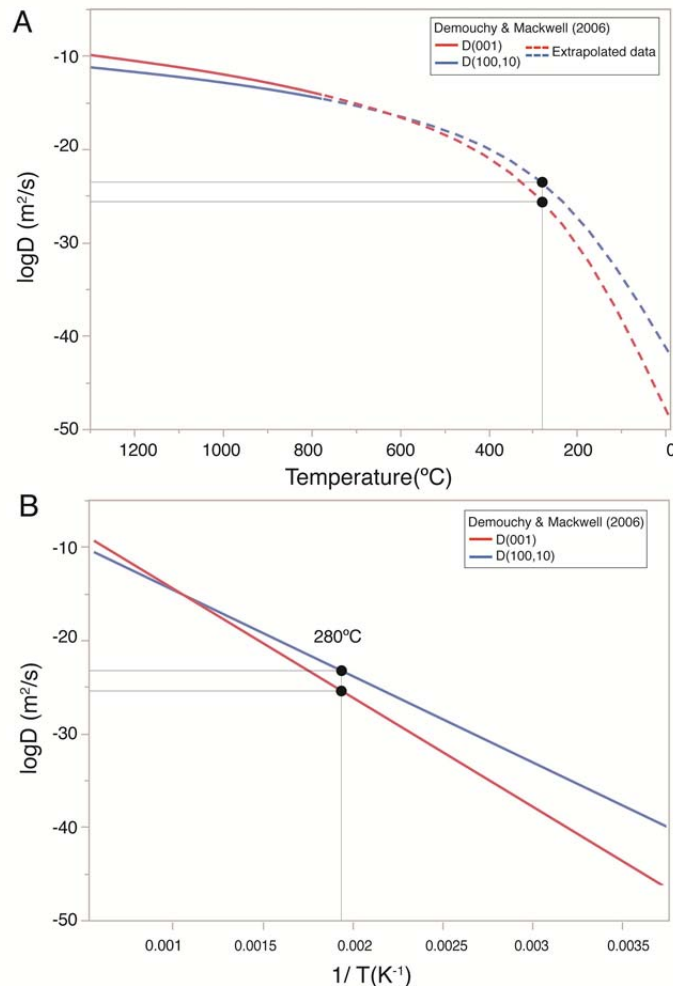 A
Demouchy & Mackwell (2006)
D(001)
D(100,10)
Extrapolated data
-10
-20
-30
-40
-50
logD (m²/s)
1200 1000 800 600 400 200 0
Temperature(ºC)
B
Demouchy & Mackwell (2006)
D(001)
D(100,10)
280ºC
-10
-20
-30
-40
-50
logD (m²/s)
0.001 0.0015 0.002 0.0025 0.003 0.0035
1/ T(K⁻¹)